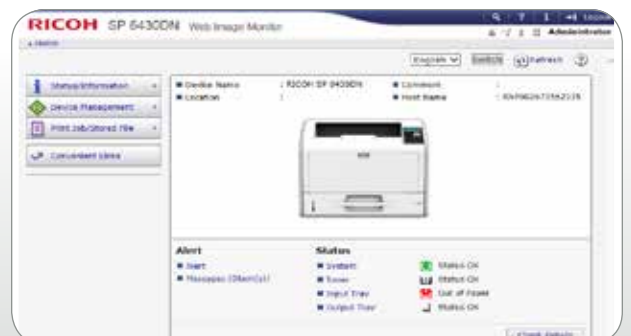 RICOH SP 6430DN Web Image Monitor
Administrator
Home
English Switch Refresh
Status/Information
Device Management
Print Job/Stored File
Convenient Links
Device Name : RICOH SP 6430DN
Comment :
Location :
Host Name
Alert
Alert
Messages (0item(s))
Status
System Status OK
Toner Status OK
Input Tray Out of Paper
Output Tray Status OK
Check Details